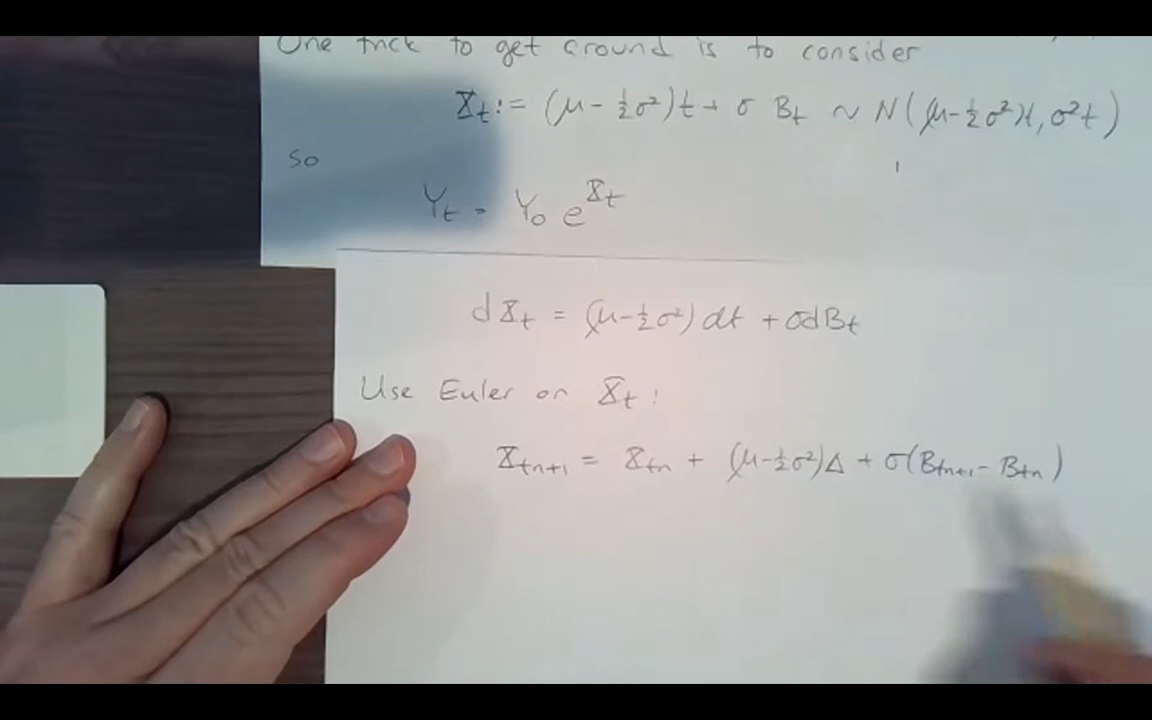 One trick to get around is to consider
X_t := (μ - ½σ²)t + σ B_t ~ N((μ-½σ²)t, σ²t)
so
Y_t = Y_0 e^{X_t}
dX_t = (μ-½σ²)dt + σdB_t
Use Euler on X_t:
X_{t_{n+1}} = X_{t_n} + (μ-½σ²)Δ + σ(B_{t_{n+1}} - B_{t_n})